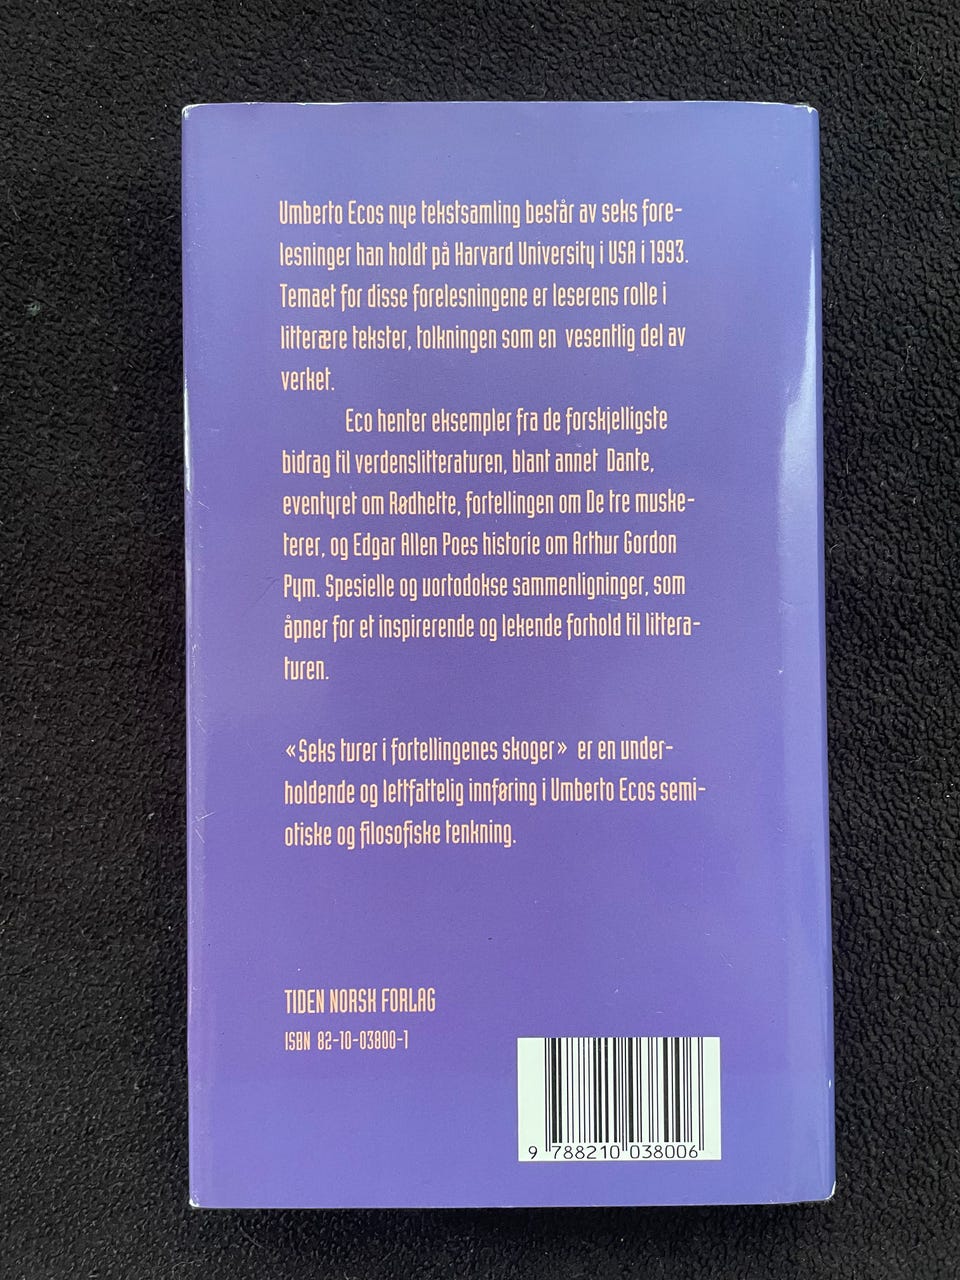 Umberto Ecos nye tekstsamling består av seks fore-
lesninger han holdt på Harvard University i USA i 1993.
Temaet for disse forelesningene er leserens rolle i
litterære tekster, tolkningen som en vesentlig del av
verket.
Eco henter eksempler fra de forskjelligste
bidrag til verdenslitteraturen, blant annet Dante,
eventyret om Rødhette, fortellingen om De tre muske-
terer, og Edgar Allen Poes historie om Arthur Gordon
Pym. Spesielle og uortodokse sammenligninger, som
åpner for et inspirerende og lekende forhold til littera-
turen.
«Seks turer i fortellingenes skoger» er en under-
holdende og lettfattelig innføring i Umberto Ecos semi-
otiske og filosofiske tenkning.
TIDEN NORSK FORLAG
ISBN 82-10-03800-1
9 788210 038006